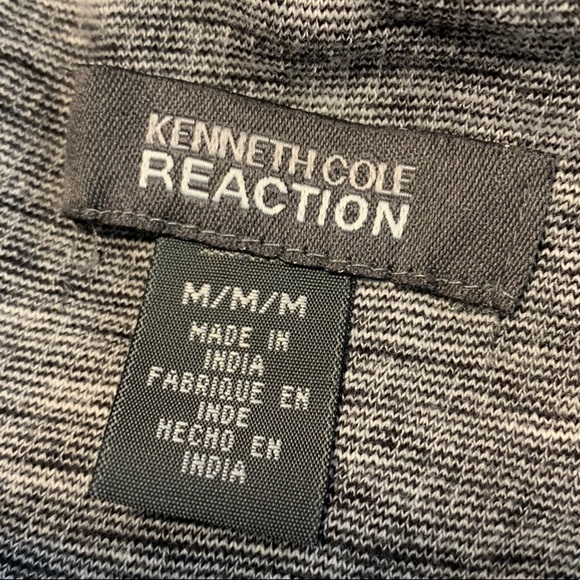 KENNETH COLE
REACTION
M/M/M
MADE IN
INDIA
FABRIQUE EN
INDE
HECHO EN
INDIA